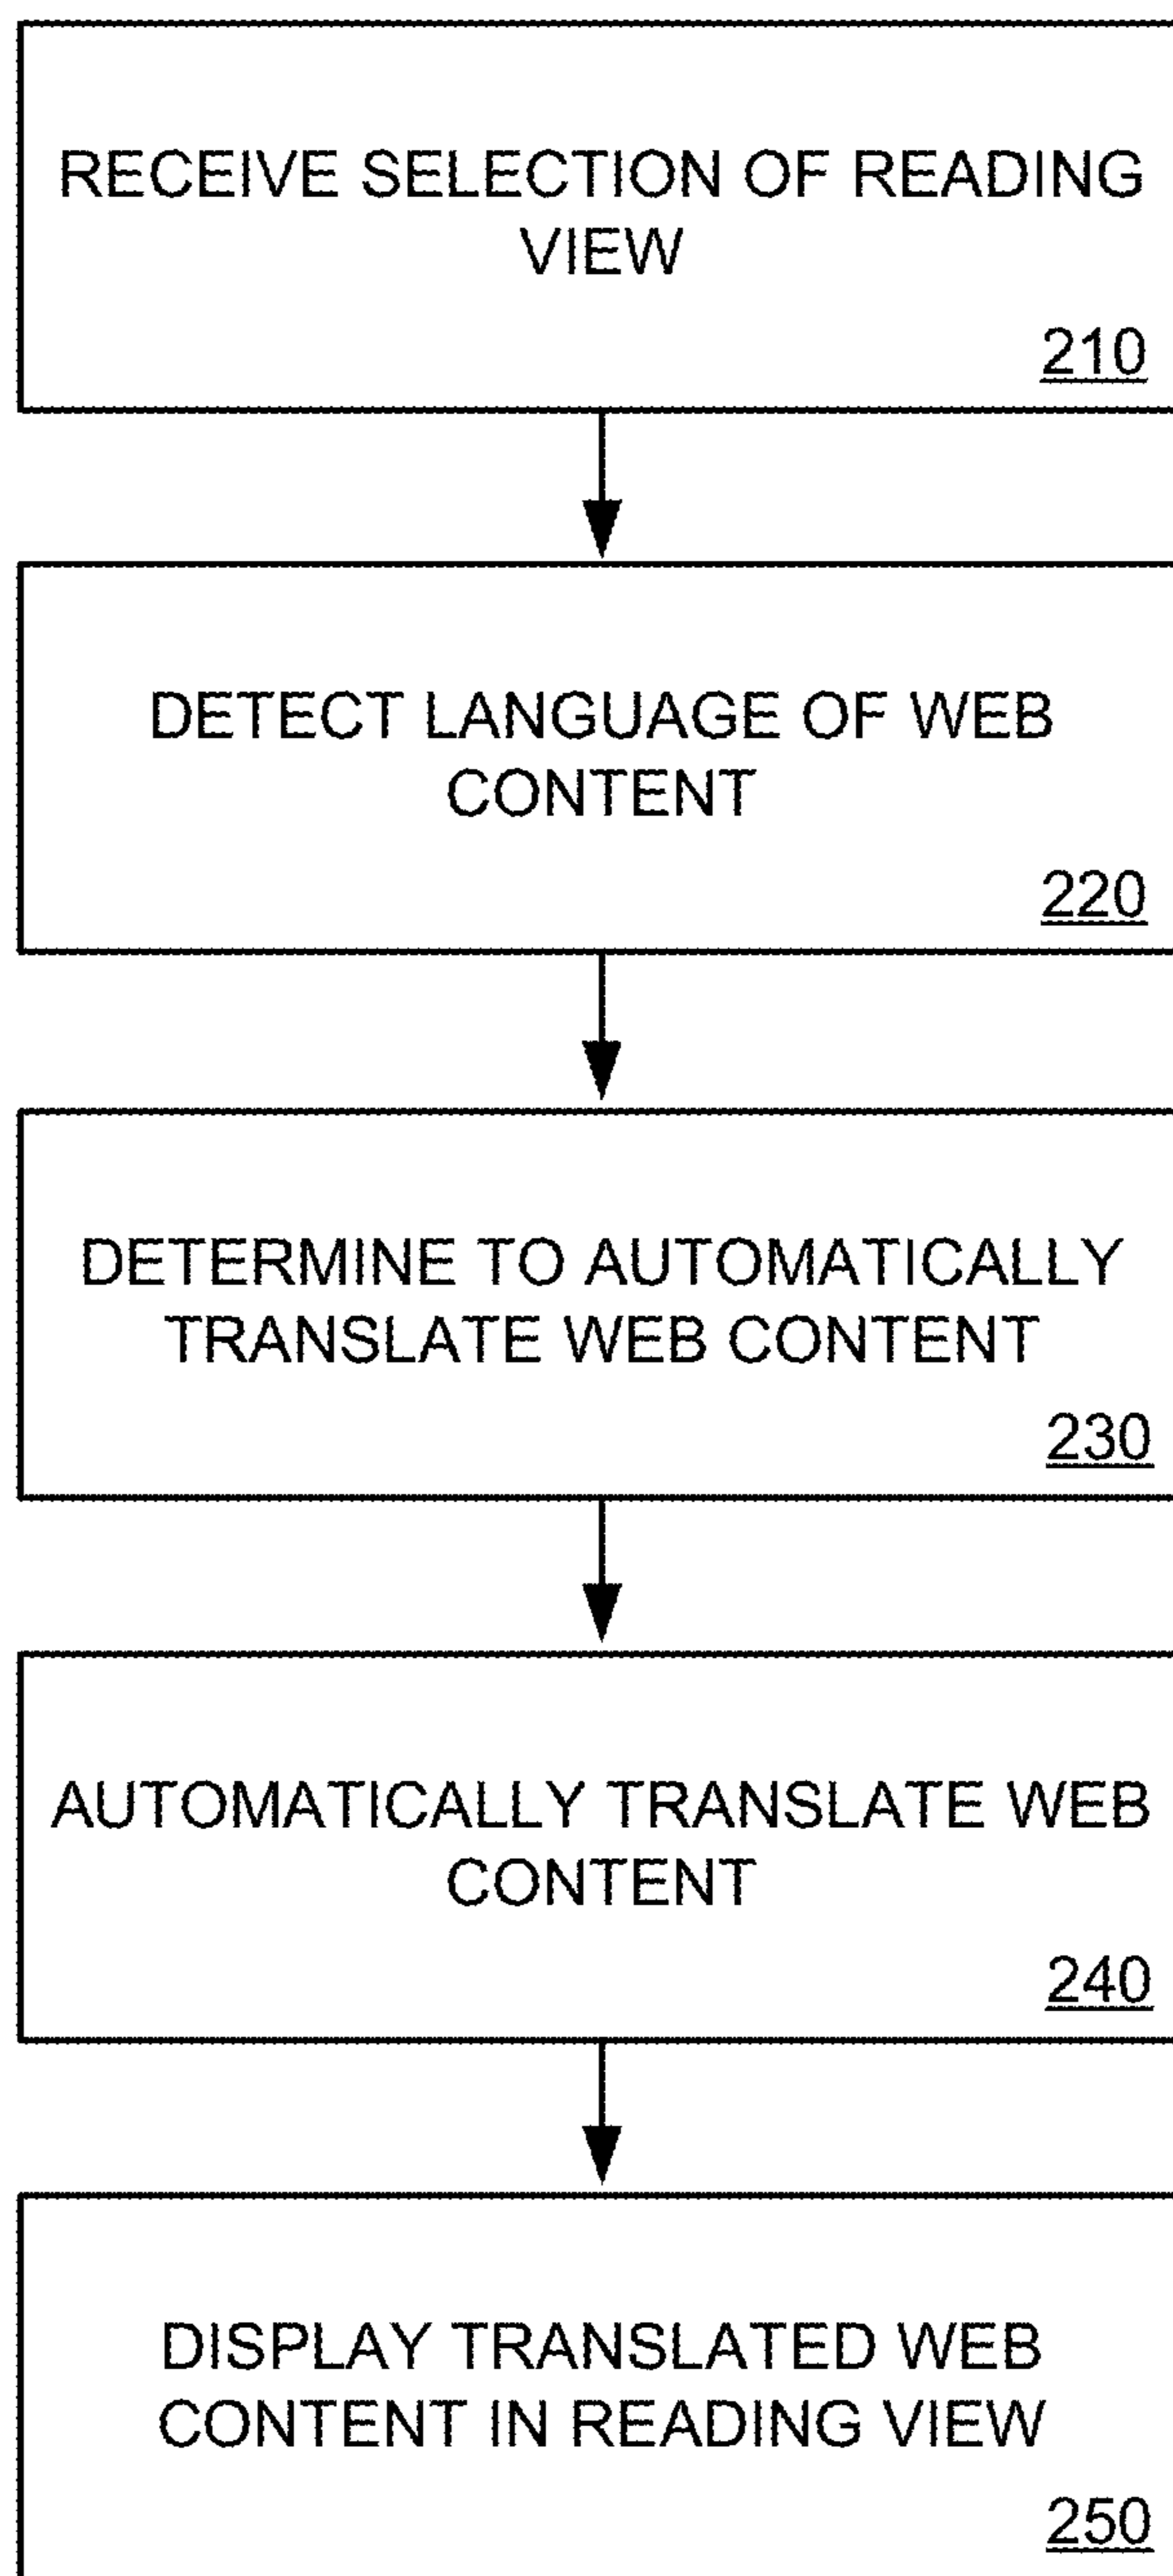 RECEIVE SELECTION OF READING
VIEW
210
DETECT LANGUAGE OF WEB
CONTENT
220
DETERMINE TO AUTOMATICALLY
TRANSLATE WEB CONTENT
230
AUTOMATICALLY TRANSLATE WEB
CONTENT
240
DISPLAY TRANSLATED WEB
CONTENT IN READING VIEW
250